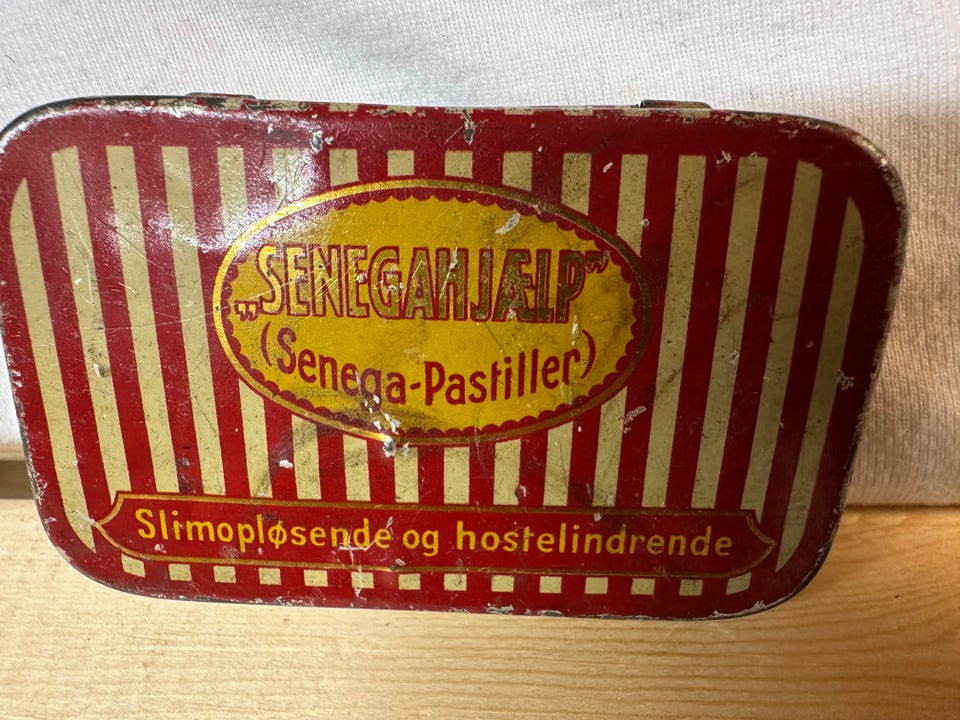 „SENEGAHJÆLP”
(Senega-Pastiller)
Slimopløsende og hostelindrende